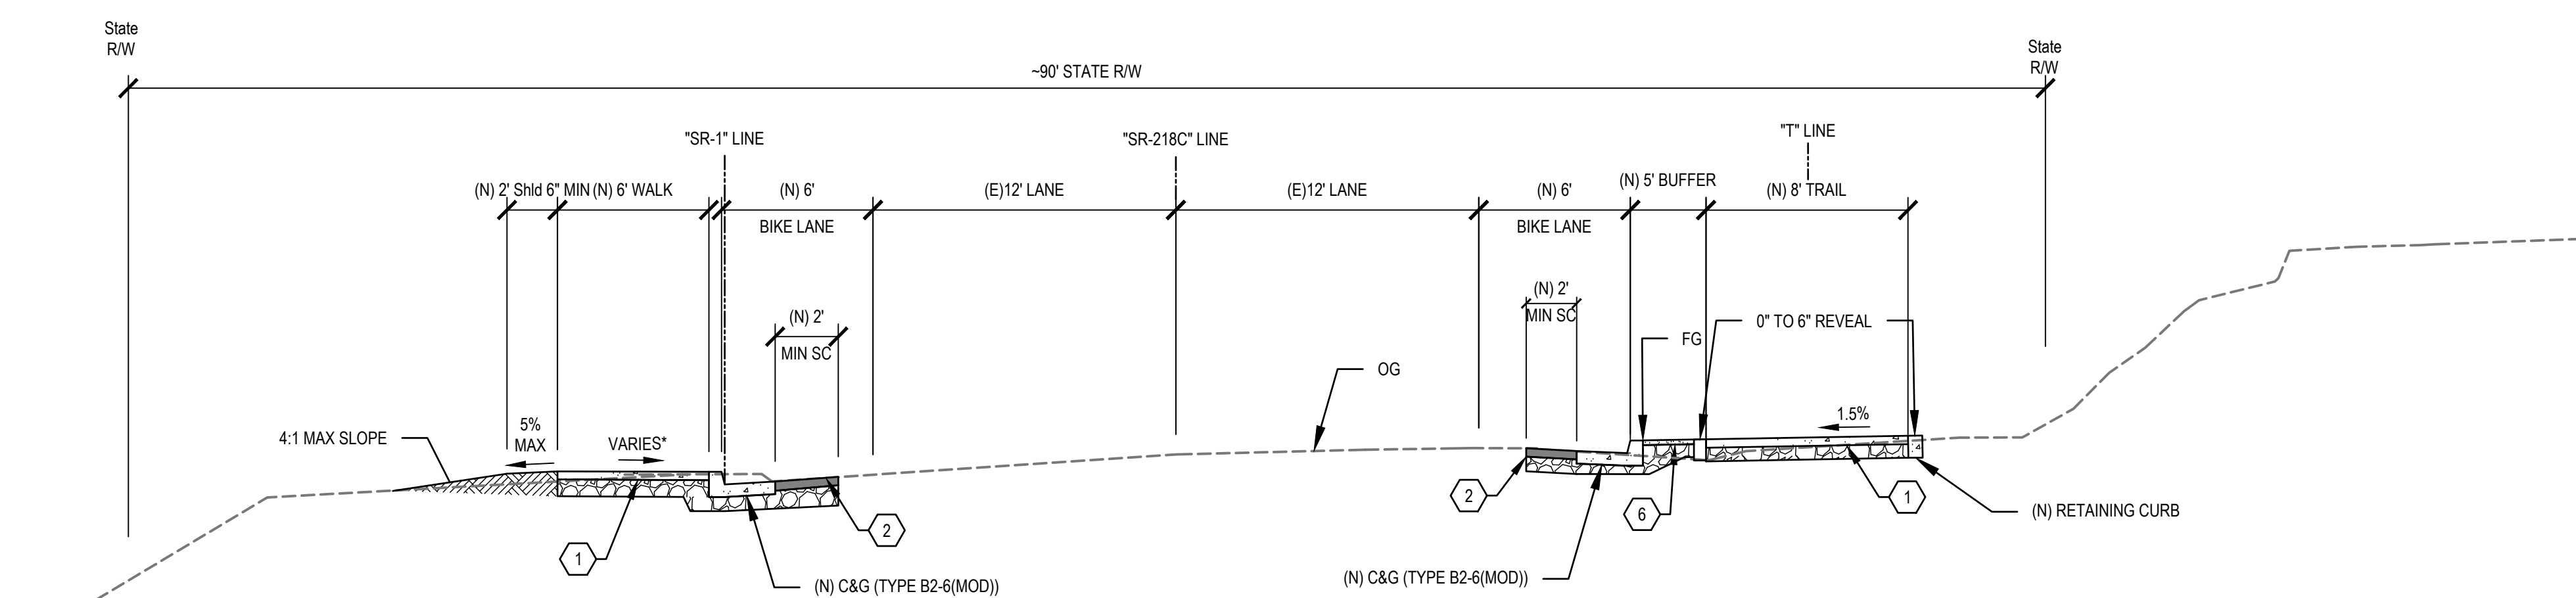 State
R/W
State
R/W
~90' STATE R/W
"SR-1" LINE
"SR-218C" LINE
"T" LINE
(N) 2' Shld 6" MIN (N) 6' WALK
(N) 6'
BIKE LANE
(E)12' LANE
(E)12' LANE
(N) 6'
BIKE LANE
(N) 5' BUFFER
(N) 8' TRAIL
(N) 2'
MIN SC
(N) 2'
MIN SC
0" TO 6" REVEAL
FG
OG
4:1 MAX SLOPE
5%
MAX
VARIES*
1.5%
1
2
2
6
1
(N) RETAINING CURB
(N) C&G (TYPE B2-6(MOD))
(N) C&G (TYPE B2-6(MOD))